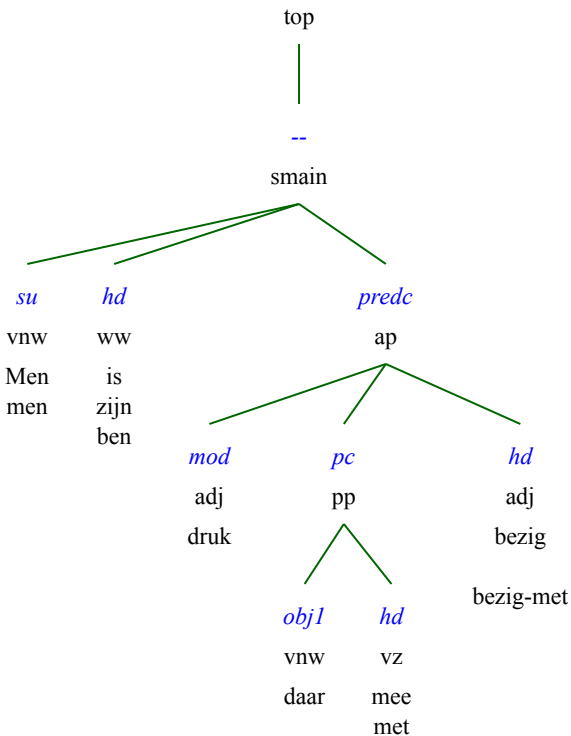 top
--
smain
su hd predc
vnw ww ap
Men is
men zijn
ben
mod pc hd
adj pp adj
druk bezig
bezig-met
obj1 hd
vnw vz
daar mee
met